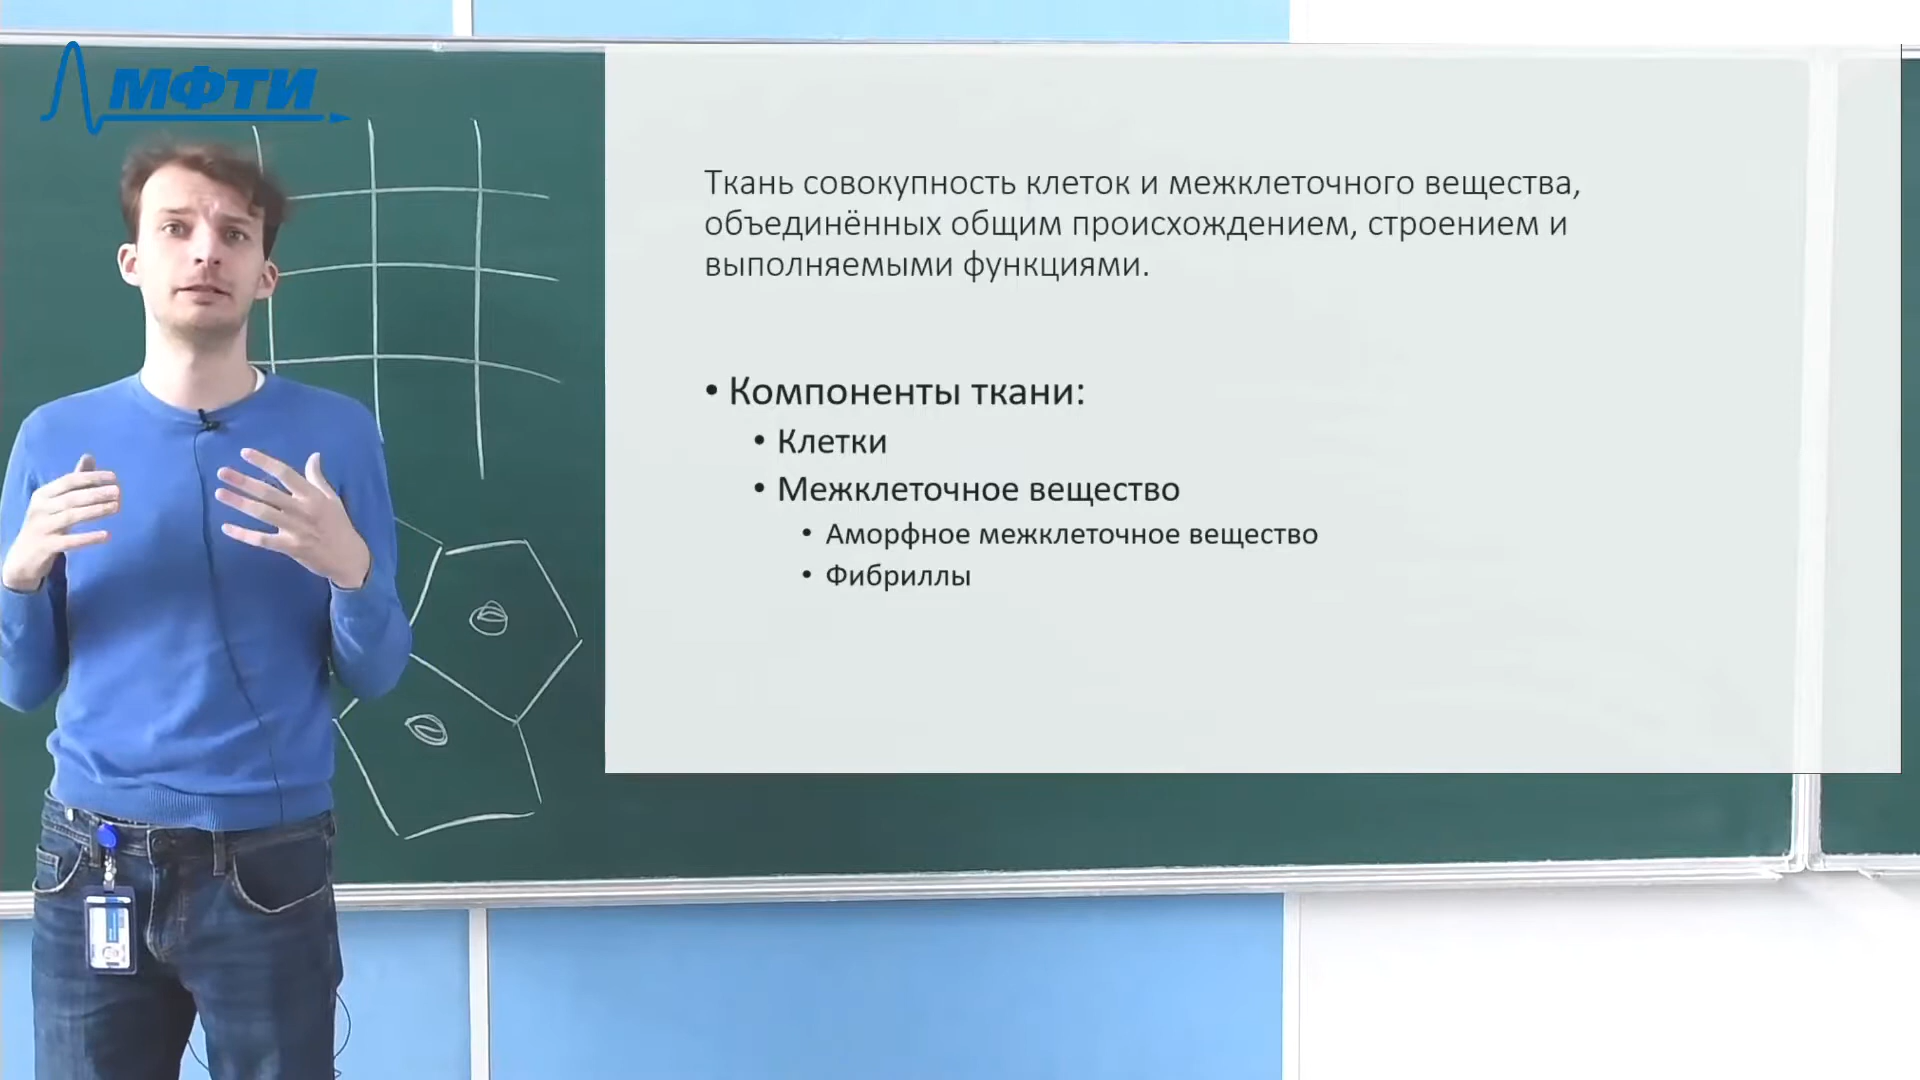 МФТИ
Ткань совокупность клеток и межклеточного вещества,
объединённых общим происхождением, строением и
выполняемыми функциями.
• Компоненты ткани:
• Клетки
• Межклеточное вещество
• Аморфное межклеточное вещество
• Фибриллы